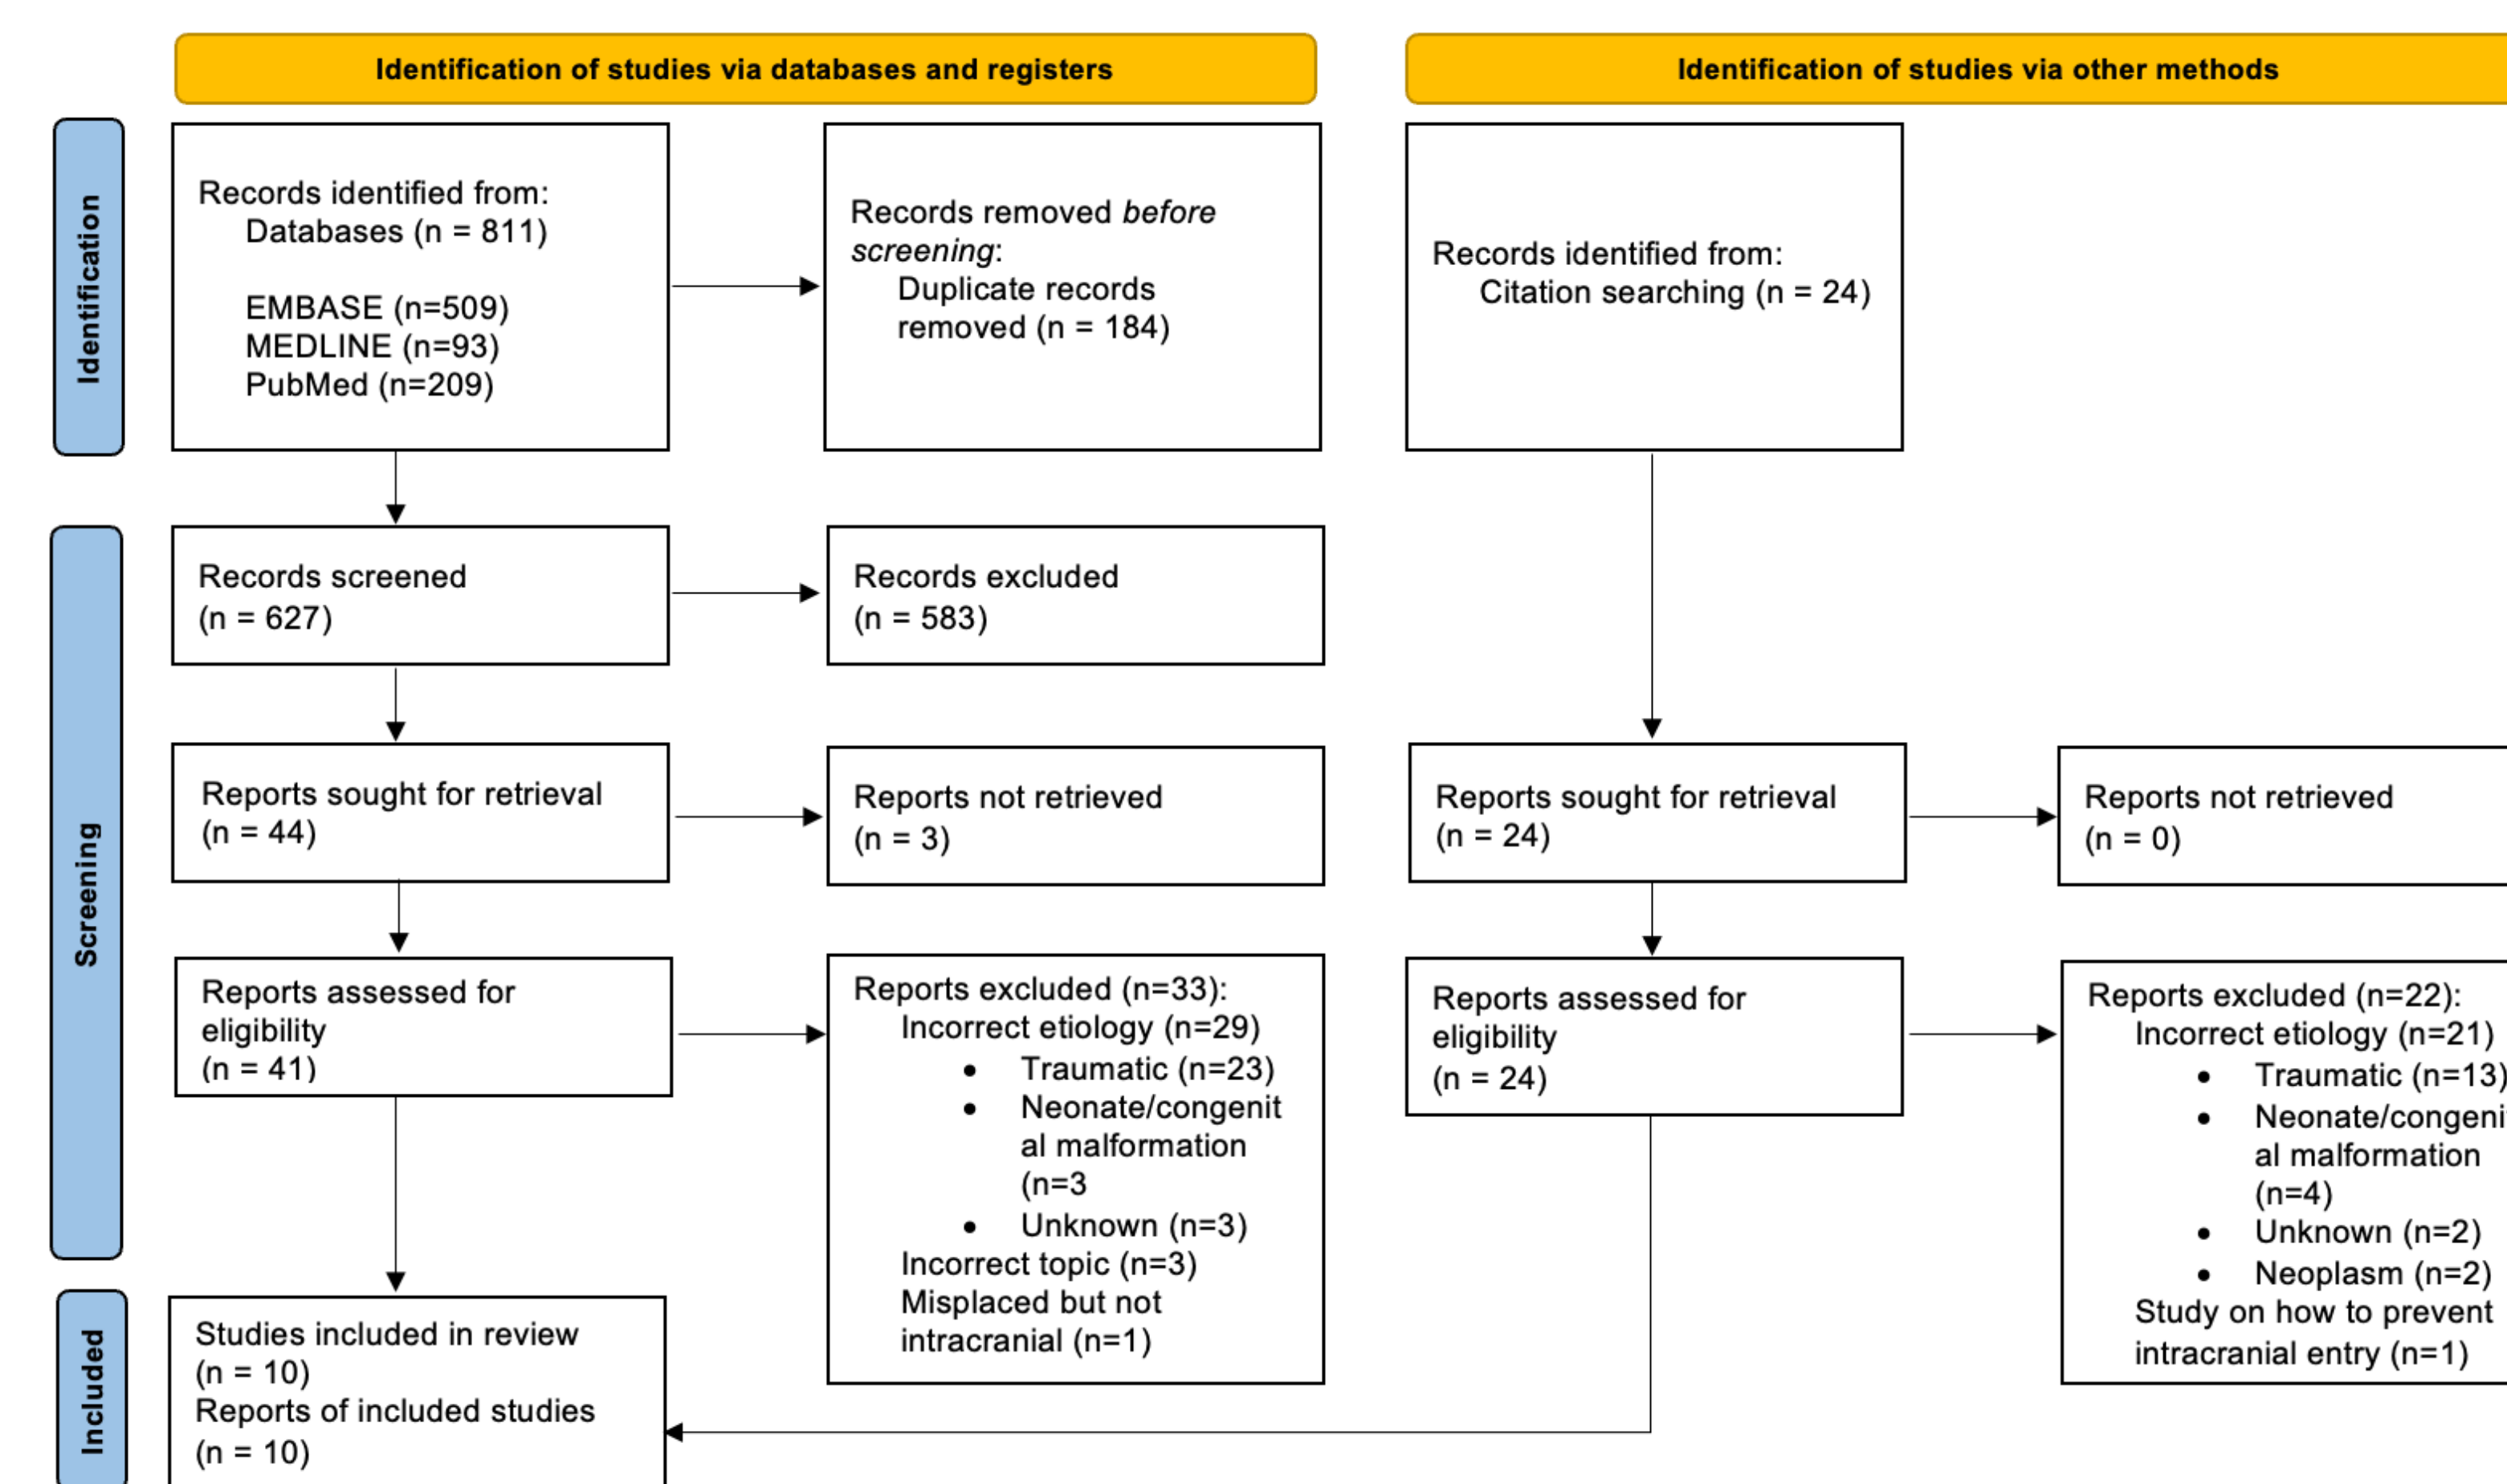 Identification of studies via databases and registers
Identification of studies via other methods
Identification
Records identified from:
Databases (n = 811)
EMBASE (n=509)
MEDLINE (n=93)
PubMed (n=209)
Records removed before
screening:
Duplicate records
removed (n = 184)
Records identified from:
Citation searching (n = 24)
Screening
Records screened
(n = 627)
Records excluded
(n = 583)
Reports sought for retrieval
(n = 44)
Reports not retrieved
(n = 3)
Reports sought for retrieval
(n = 24)
Reports not retrieved
(n = 0)
Reports assessed for
eligibility
(n = 41)
Reports excluded (n=33):
Incorrect etiology (n=29)
• Traumatic (n=23)
• Neonate/congenit
al malformation
(n=3
• Unknown (n=3)
Incorrect topic (n=3)
Misplaced but not
intracranial (n=1)
Reports assessed for
eligibility
(n = 24)
Reports excluded (n=22):
Incorrect etiology (n=21)
• Traumatic (n=13)
• Neonate/congenit
al malformation
(n=4)
• Unknown (n=2)
• Neoplasm (n=2)
Study on how to prevent
intracranial entry (n=1)
Included
Studies included in review
(n = 10)
Reports of included studies
(n = 10)